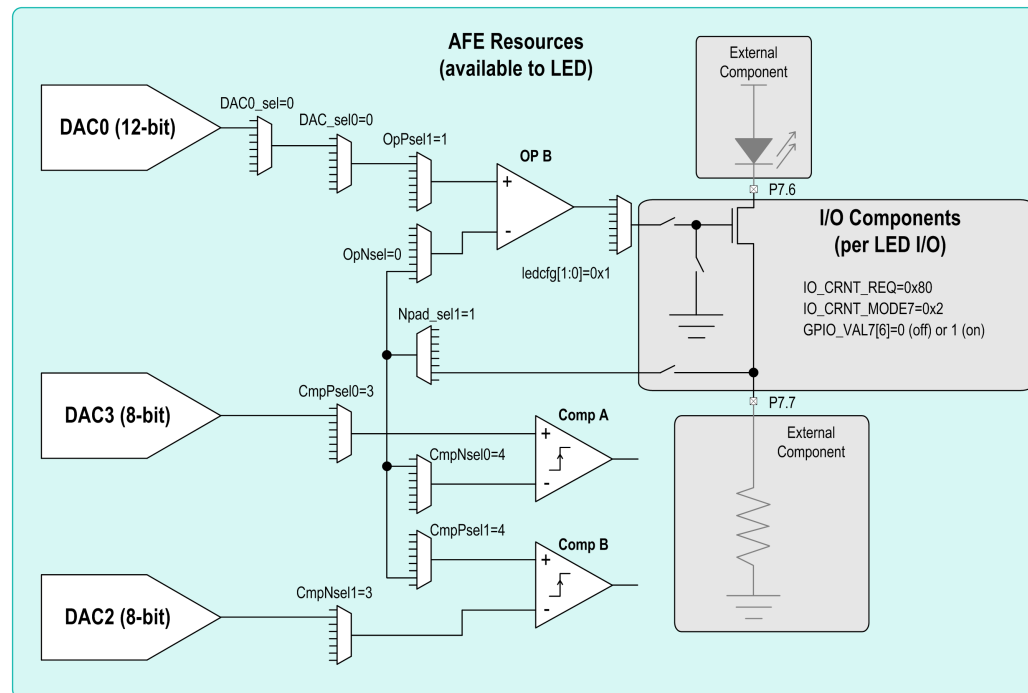 AFE Resources
(available to LED)
External
Component
DAC0_sel=0
DAC_sel0=0
DAC0 (12-bit)
OpPsel1=1
OP B
+
-
P7.6
I/O Components
(per LED I/O)
OpNsel=0
ledcfg[1:0]=0x1
IO_CRNT_REQ=0x80
IO_CRNT_MODE7=0x2
GPIO_VAL7[6]=0 (off) or 1 (on)
Npad_sel1=1
CmpPsel0=3
DAC3 (8-bit)
P7.7
Comp A
+
-
External
Component
CmpNsel0=4
CmpPsel1=4
Comp B
+
-
CmpNsel1=3
DAC2 (8-bit)